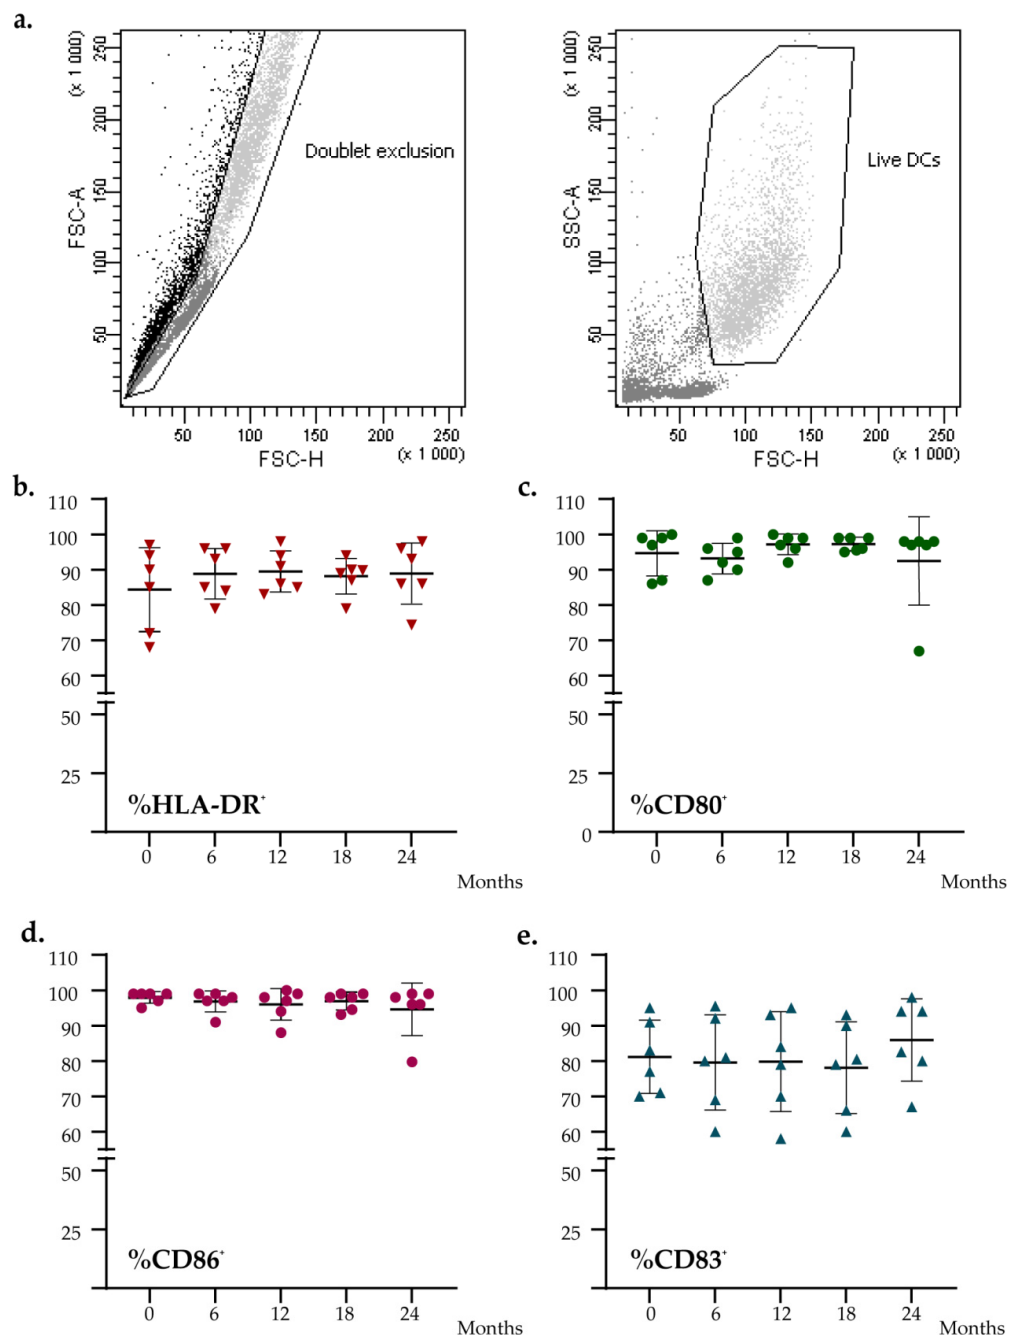 a.
(x 1 000)
250
200
150
100
50
FSC-A
Doublet exclusion
50 100 150 200 250
FSC-H
(x 1 000)
(x 1 000)
250
200
150
100
50
SSC-A
Live DCs
50 100 150 200 250
FSC-H
(x 1 000)
b.
110
100
90
80
70
60
50
25
%HLA-DR+
0 6 12 18 24
Months
c.
110
100
90
80
70
60
50
25
0
%CD80+
0 6 12 18 24
Months
d.
110
100
90
80
70
60
50
25
%CD86+
0 6 12 18 24
Months
e.
110
100
90
80
70
60
50
25
%CD83+
0 6 12 18 24
Months